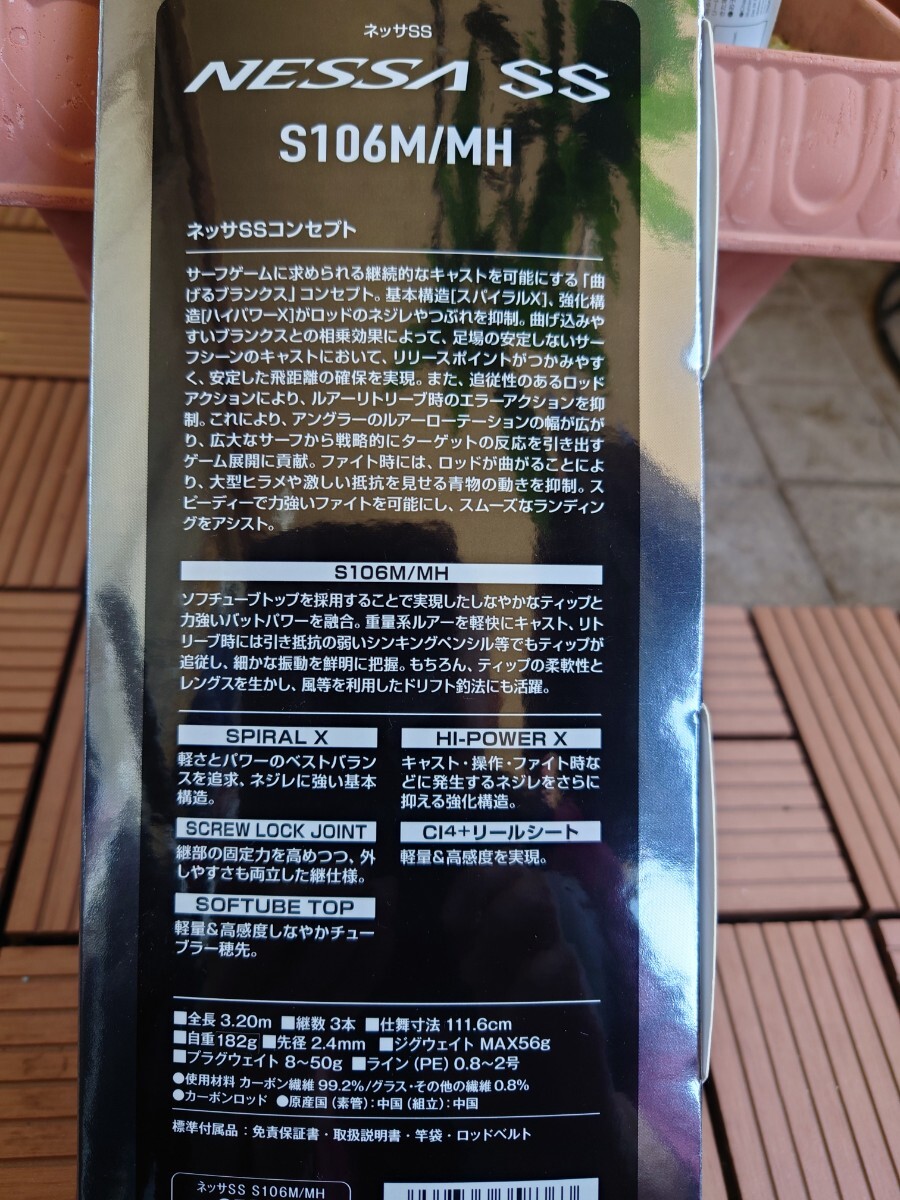 ネッサSS
NESSA SS
S106M/MH
ネッサSSコンセプト
サーフゲームに求められる継続的なキャストを可能にする「曲
げるブランクス」コンセプト。基本構造[スパイラルX]、強化構
造[ハイパワーX]がロッドのネジレやつぶれを抑制。曲げ込みや
すいブランクスとの相乗効果によって、足場の安定しないサー
フシーンのキャストにおいて、リリースポイントがつかみやす
く、安定した飛距離の確保を実現。また、追従性のあるロッド
アクションにより、ルアーリトリーブ時のエラーアクションを抑
制。これにより、アングラーのルアーローテーションの幅が広が
り、広大なサーフから戦略的にターゲットの反応を引き出す
ゲーム展開に貢献。ファイト時には、ロッドが曲がることによ
り、大型ヒラメや激しい抵抗を見せる青物の動きを抑制。ス
ピーディーで力強いファイトを可能にし、スムーズなランディン
グをアシスト。
S106M/MH
ソフチューブトップを採用することで実現したしなやかなティップと
力強いバットパワーを融合。重量系ルアーを軽快にキャスト、リト
リーブ時には引き抵抗の弱いシンキングペンシル等でもティップが
追従し、細かな振動を鮮明に把握。もちろん、ティップの柔軟性と
レングスを生かし、風等を利用したドリフト釣法にも活躍。
SPIRAL X
軽さとパワーのベストバラン
スを追求、ネジレに強い基本
構造。
HI-POWER X
キャスト・操作・ファイト時な
どに発生するネジレをさらに
抑える強化構造。
SCREW LOCK JOINT
継部の固定力を高めつつ、外
しやすさも両立した継仕様。
CI4+リールシート
軽量&高感度を実現。
SOFTUBE TOP
軽量&高感度しなやかチュー
ブラー穂先。
■全長 3.20m ■継数 3本 ■仕舞寸法 111.6cm
■自重182g ■先径 2.4mm ■ジグウェイト MAX56g
■プラグウェイト 8~50g ■ライン (PE) 0.8~2号
●使用材料 カーボン繊維 99.2%/グラス・その他の繊維 0.8%
●カーボンロッド ●原産国 (素管):中国 (組立):中国
標準付属品:免責保証書・取扱説明書・竿袋・ロッドベルト
ネッサSS S106M/MH